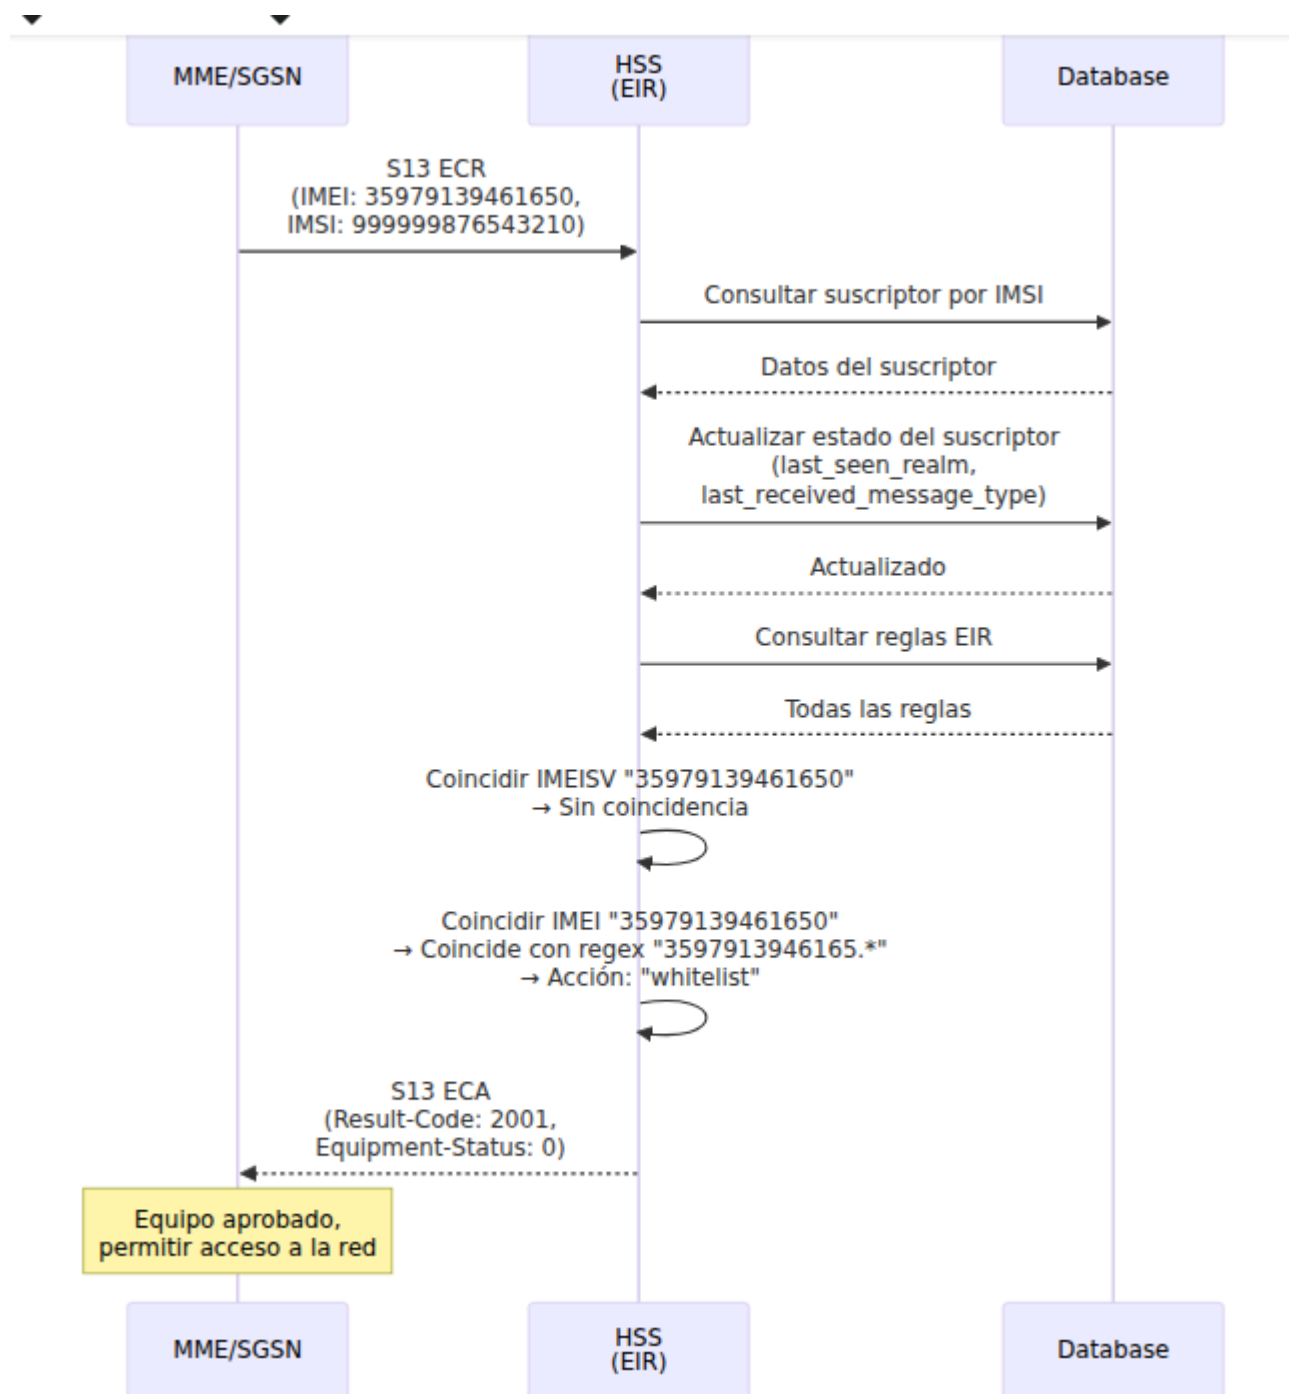 MME/SGSN
HSS
(EIR)
Database
S13 ECR
(IMEI: 35979139461650,
IMSI: 999999876543210)
Consultar suscriptor por IMSI
Datos del suscriptor
Actualizar estado del suscriptor
(last_seen_realm,
last_received_message_type)
Actualizado
Consultar reglas EIR
Todas las reglas
Coincidir IMEISV "35979139461650"
→ Sin coincidencia
Coincidir IMEI "35979139461650"
→ Coincide con regex "3597913946165.*"
→ Acción: "whitelist"
S13 ECA
(Result-Code: 2001,
Equipment-Status: 0)
Equipo aprobado,
permitir acceso a la red
MME/SGSN
HSS
(EIR)
Database